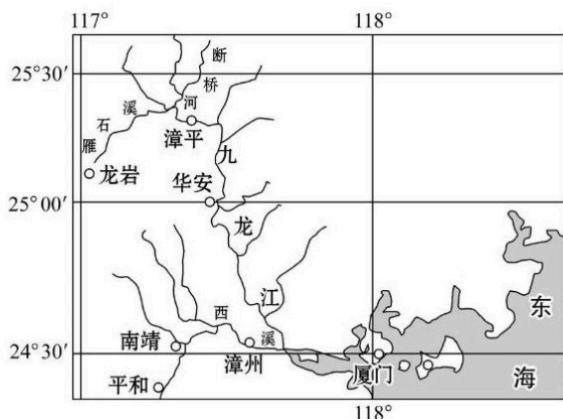 117°
118°
25°30′
断
桥
河
溪
石
雁
漳平
九
龙岩
华安
25°00′
龙
江
西
溪
东
海
南靖
漳州
24°30′
厦门
平和
118°